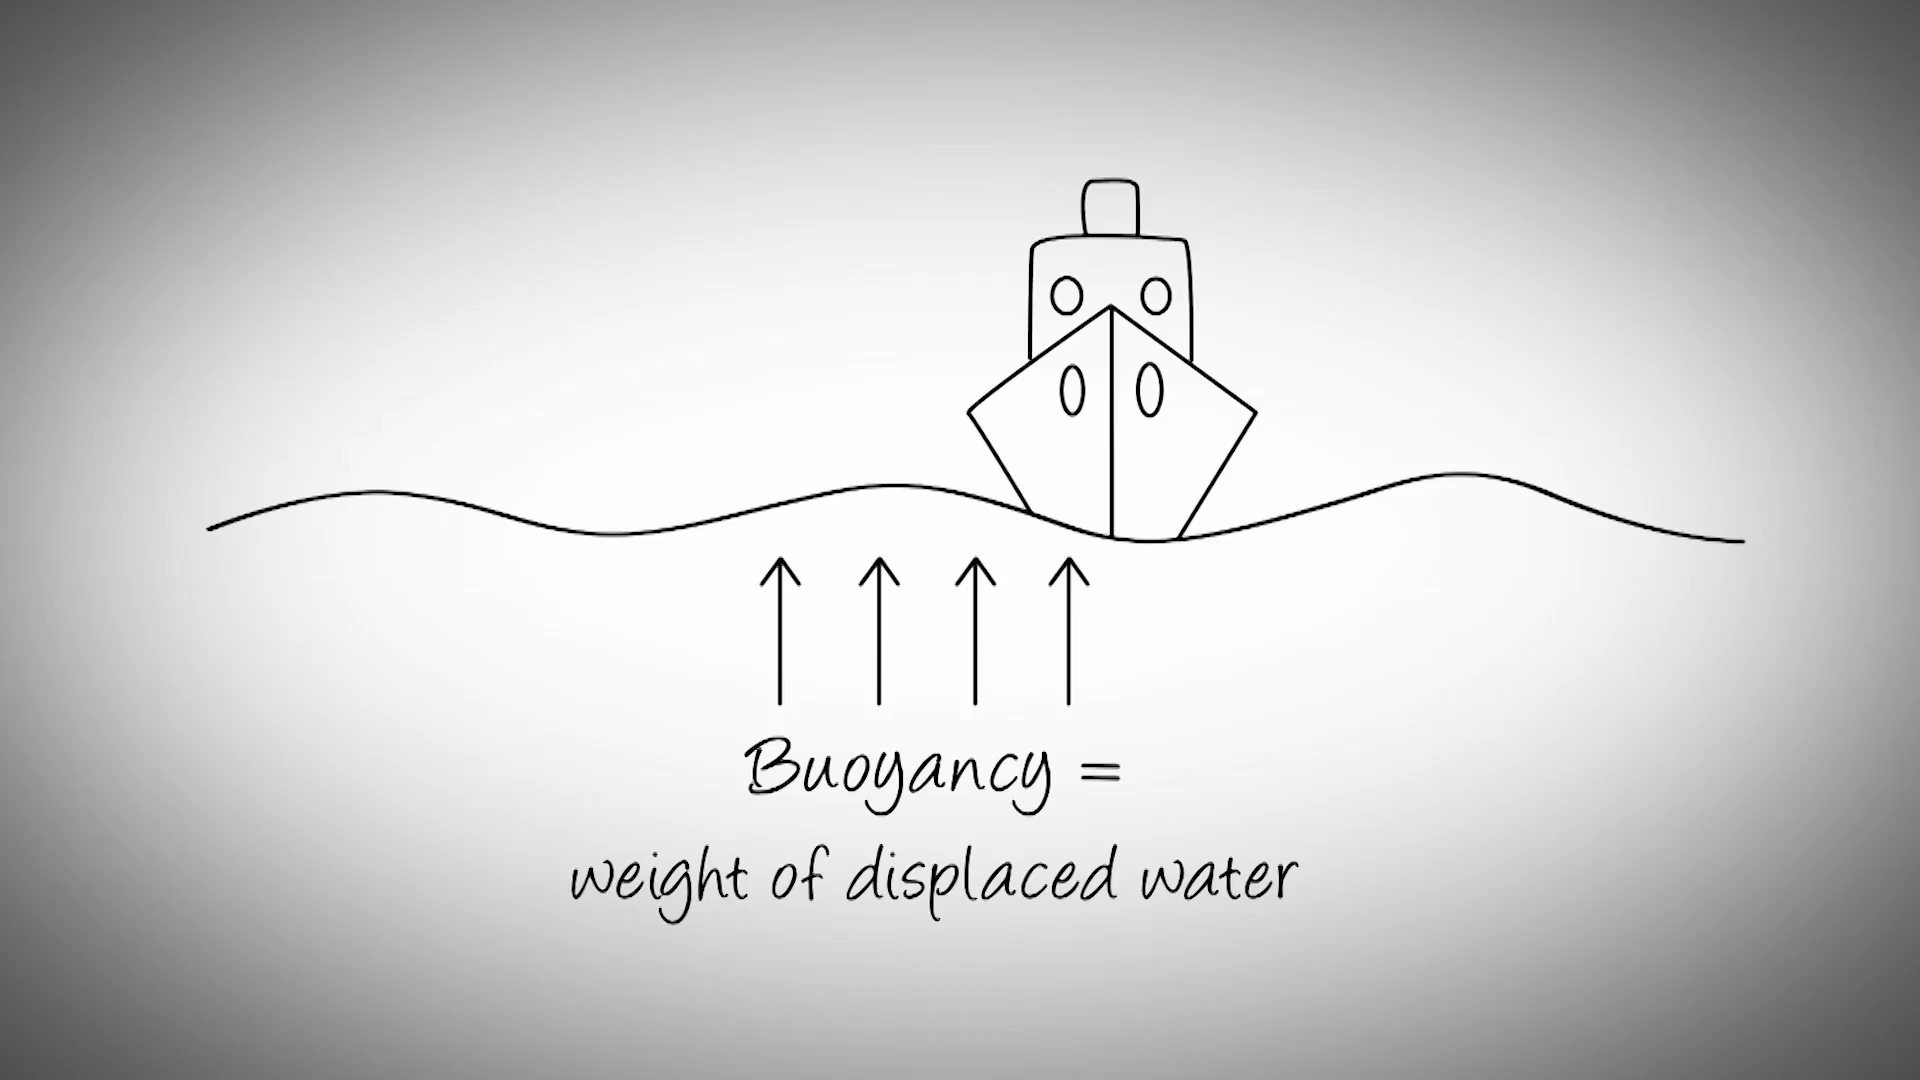 Buoyancy =
weight of displaced water